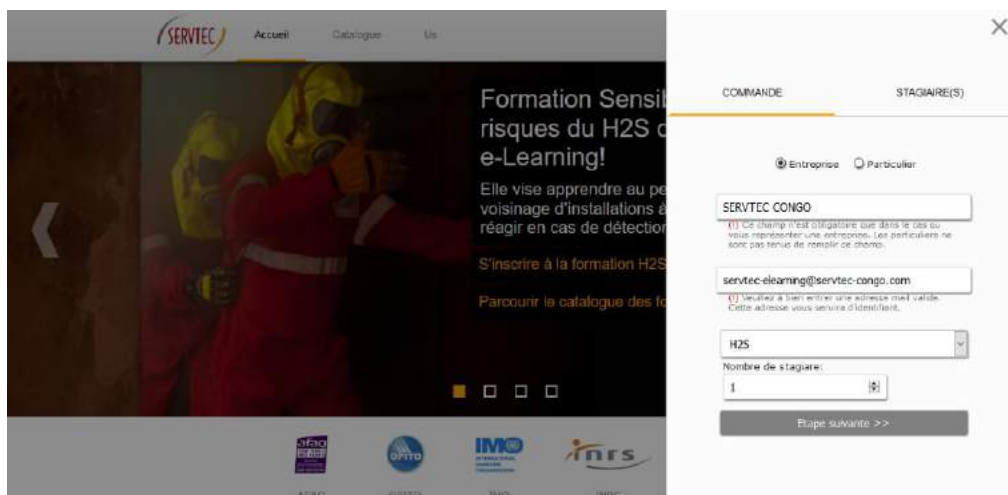 SERVTEC
Accueil
Catalogue
Us
Formation Sensi
risques du H2S d
e-Learning!
Elle vise apprendre au pe
voisinage d'installations à
réagir en cas de détection
S'inscrire à la formation H2S
Parcourir le catalogue des fo
afaq
OPITO
IMO
inrs
COMMANDE
STAGIAIRE(S)
Entreprise
Particulier
SERVTEC CONGO
(!) Ce champ n'est obligatoire que dans le cas ou
vous représenter une entreprise. Les particuliers ne
sont pas tenus de remplir ce champ.
servtec-elearning@servtec-congo.com
(!) Veuillez à bien entrer une adresse mail valide.
Cette adresse vous servira d'identifiant.
H2S
Nombre de stagiare:
1
Etape suivante >>